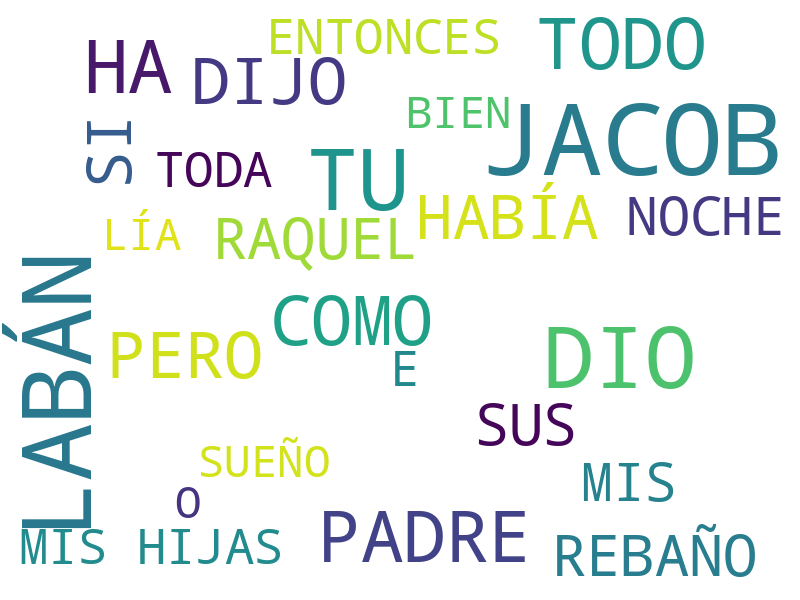 ENTONCES
TODO
HA
DIJO
BIEN
JACOB
SI
TODA
TU
HABÍA
NOCHE
LÍA
RAQUEL
LABÁN
COMO
PERO
E
DIO
SUS
SUEÑO
MIS
O
PADRE
MIS HIJAS
REBAÑO